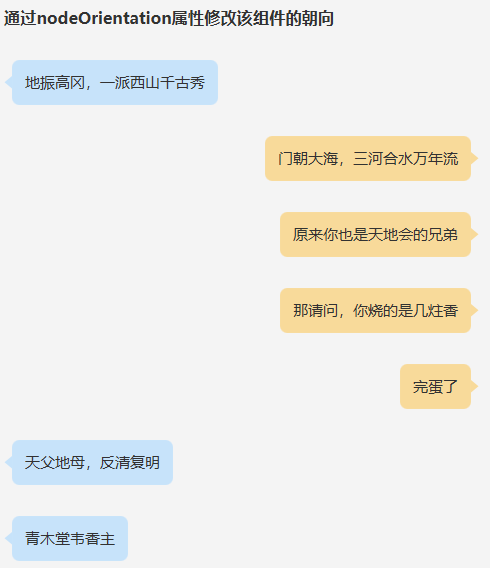 通过nodeOrientation属性修改该组件的朝向
地振高冈，一派西山千古秀
门朝大海，三河合水万年流
原来你也是天地会的兄弟
那请问，你烧的是几炷香
完蛋了
天父地母，反清复明
青木堂韦香主